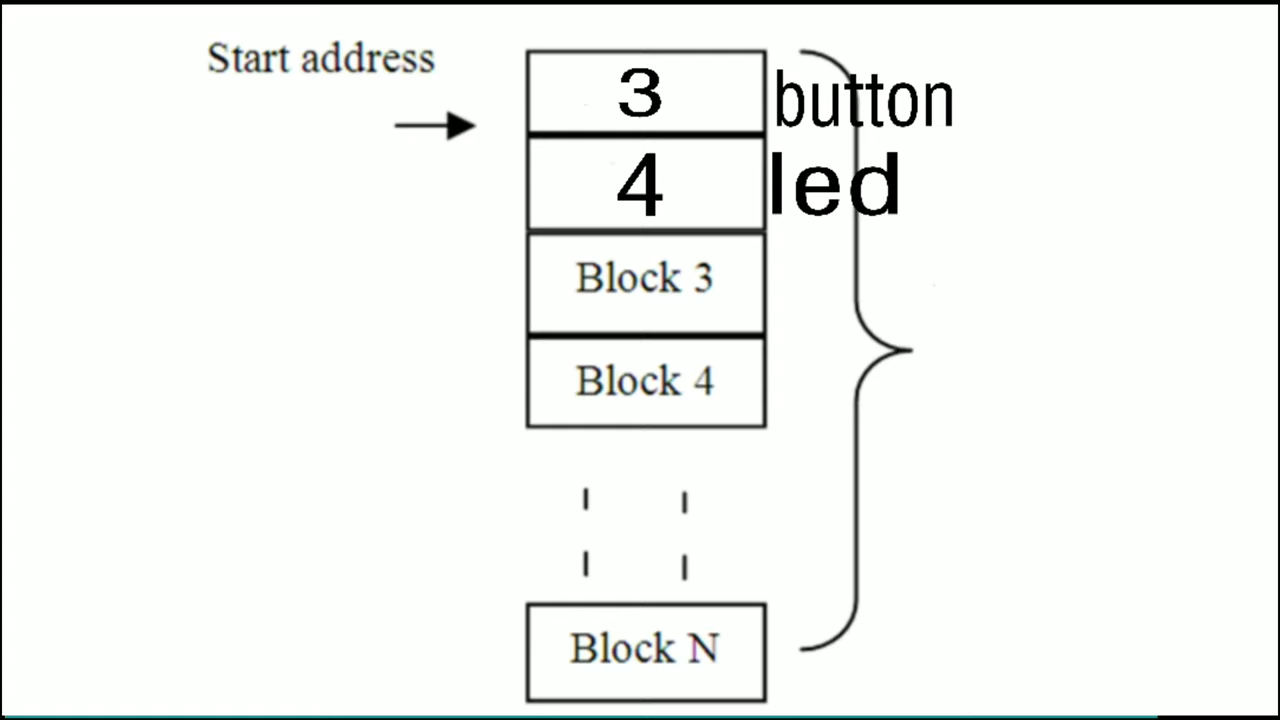 Start address
3 button
4 led
Block 3
Block 4
Block N